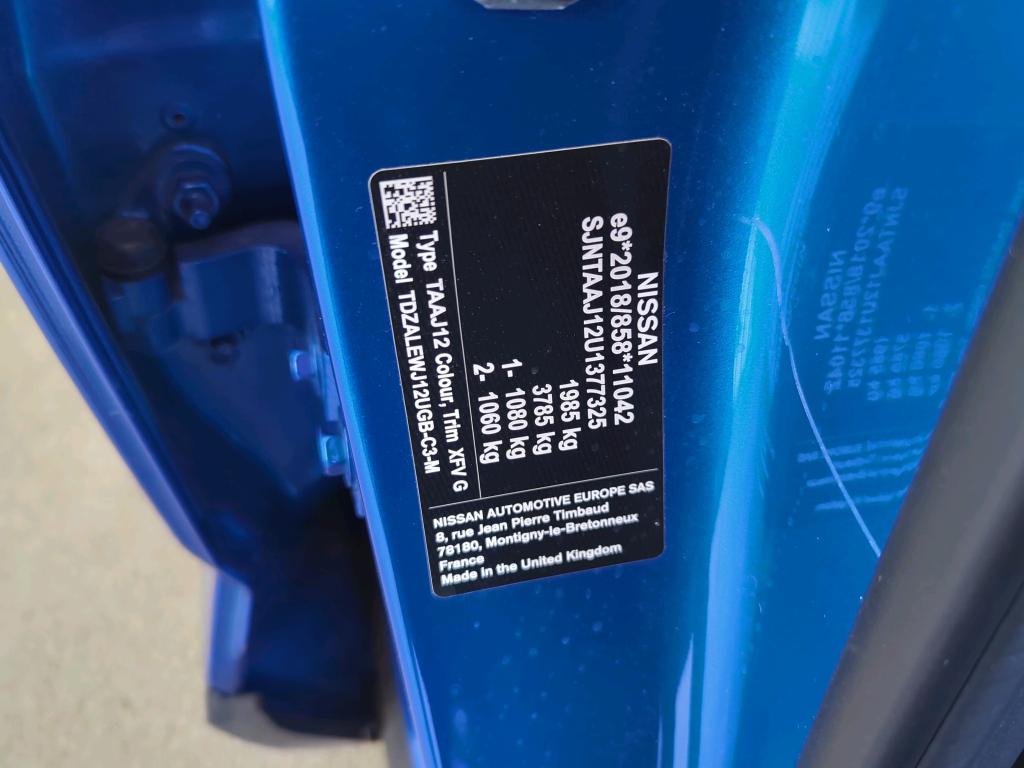 NISSAN
e9*2018/858*11042
SJNTAAJ12U1377325
1985 kg
3785 kg
1- 1080 kg
2- 1060 kg
Type TAAJ12 Colour, Trim XFV G
Model TDZALEWJ12UGB-C3-M
NISSAN AUTOMOTIVE EUROPE SAS
8, rue Jean Pierre Timbaud
78180, Montigny-le-Bretonneux
France
Made in the United Kingdom